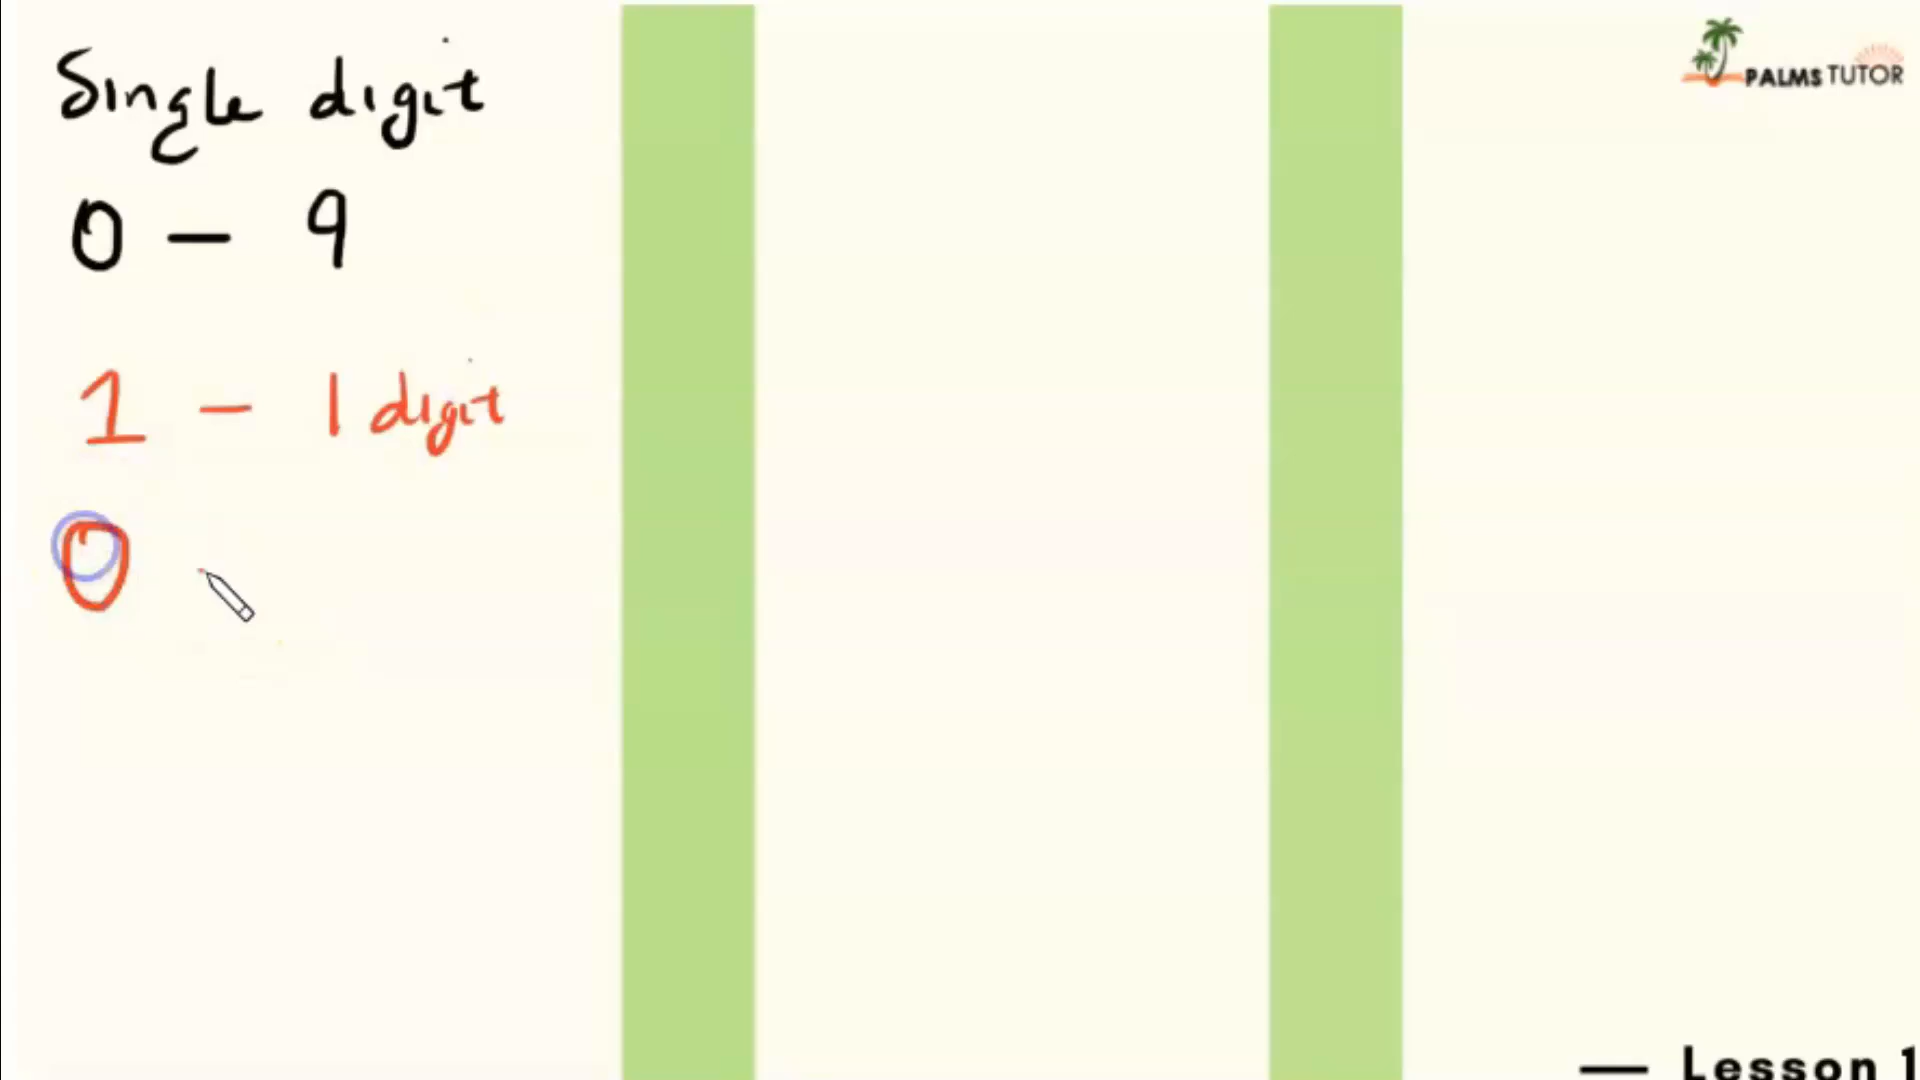 Single digit
0 – 9
1 – 1 digit
0
PALMS TUTOR
— Lesson 1